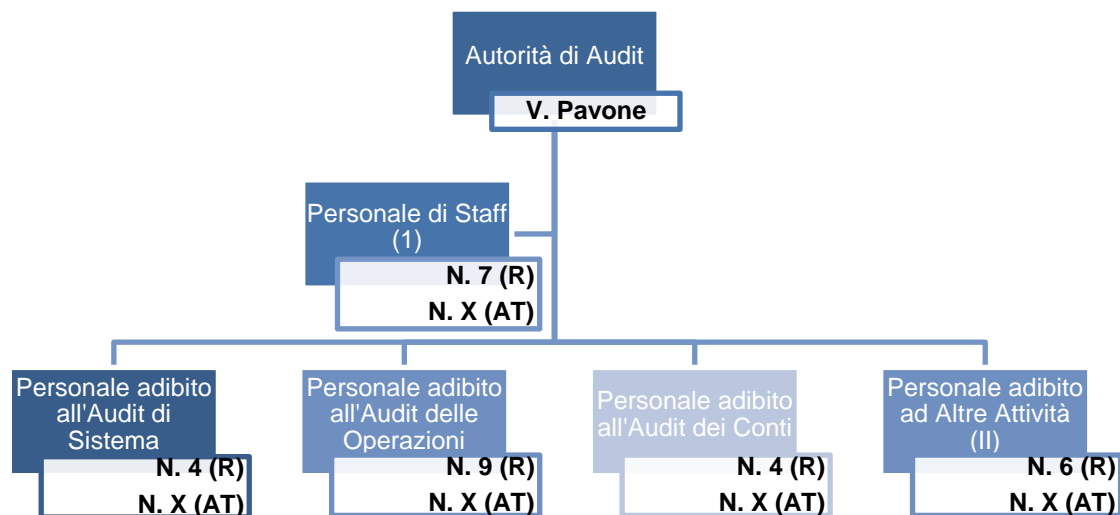 Autorità di Audit
V. Pavone
Personale di Staff
(1)
N. 7 (R)
N. X (AT)
Personale adibito
all'Audit di
Sistema
N. 4 (R)
N. X (AT)
Personale adibito
all'Audit delle
Operazioni
N. 9 (R)
N. X (AT)
Personale adibito
all'Audit dei Conti
N. 4 (R)
N. X (AT)
Personale adibito
ad Altre Attività
(II)
N. 6 (R)
N. X (AT)